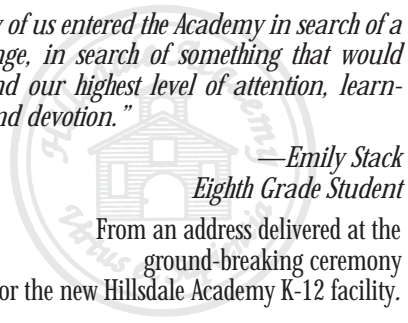 y of us entered the Academy in search of a
nge, in search of something that would
nd our highest level of attention, learn-
nd devotion."
—Emily Stack
Eighth Grade Student
From an address delivered at the
ground-breaking ceremony
or the new Hillsdale Academy K-12 facility.
Hillsdale Academy